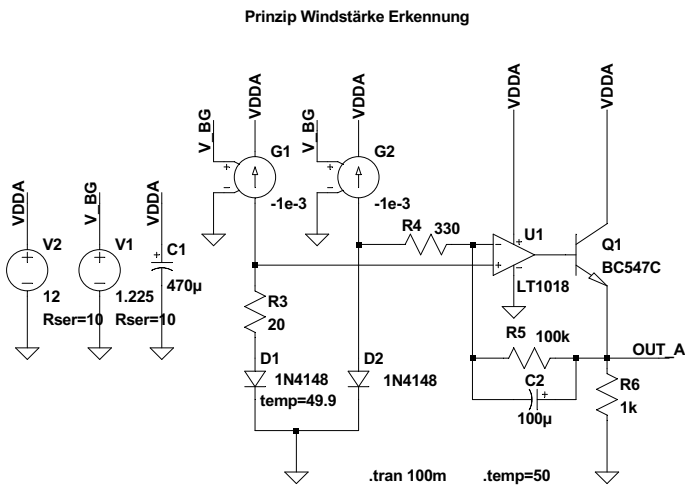 Prinzip Windstärke Erkennung
VDDA
V2
12
Rser=10
V_BG
V1
1.225
Rser=10
VDDA
C1
+
470µ
V_BG
VDDA
G1
+
−
-1e-3
V_BG
VDDA
G2
+
−
-1e-3
R4
330
VDDA
U1
LT1018
VDDA
Q1
BC547C
R3
20
D1
1N4148
temp=49.9
D2
1N4148
R5
100k
C2
+
100µ
OUT_A
R6
1k
.tran 100m
.temp=50